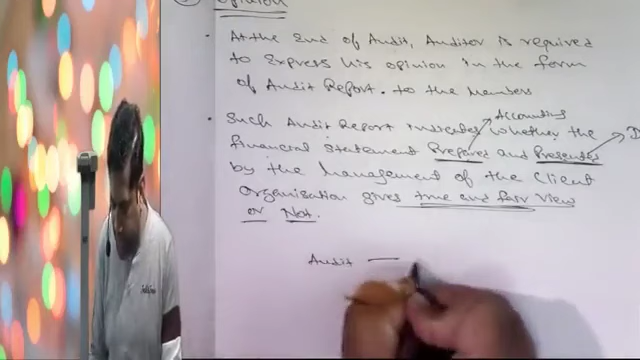 Opinion
At the End of Audit, Auditor is required
to Express his opinion in the form
of Audit Report. to the Members
Accounting
Such Audit Report indicates whether the
financial statement Prepared and Presented
by the Management of the Client
Organisation gives true and fair view
or Not.
Audit —